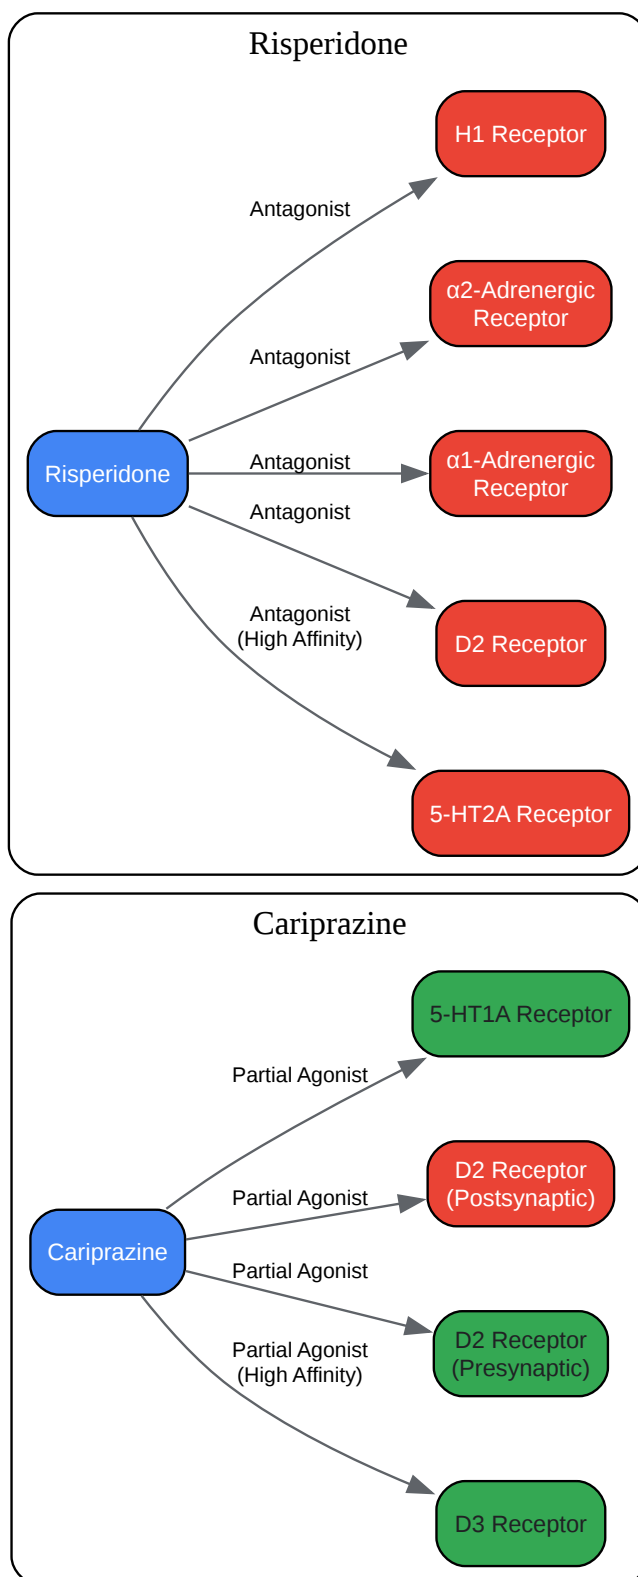 Risperidone
H1 Receptor
Antagonist
α2-Adrenergic
Receptor
Antagonist
Risperidone
Antagonist
α1-Adrenergic
Receptor
Antagonist
D2 Receptor
Antagonist
(High Affinity)
5-HT2A Receptor
Cariprazine
5-HT1A Receptor
Partial Agonist
D2 Receptor
(Postsynaptic)
Partial Agonist
Cariprazine
Partial Agonist
D2 Receptor
(Presynaptic)
Partial Agonist
(High Affinity)
D3 Receptor